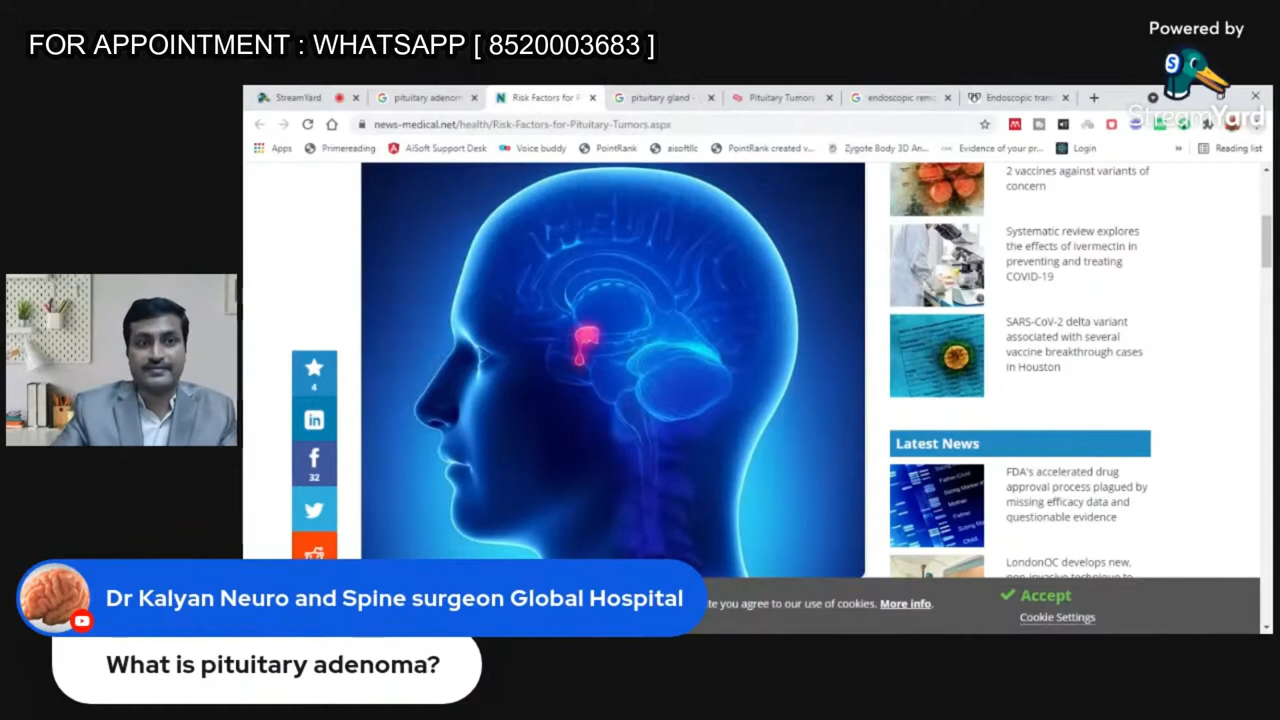 FOR APPOINTMENT : WHATSAPP [ 8520003683 ]
Powered by
StreamYard
StreamYard
pituitary adenom
Risk Factors for P
pituitary gland -
Pituitary Tumors
endoscopic remo
Endoscopic tran
news-medical.net/health/Risk-Factors-for-Pituitary-Tumors.aspx
Apps
Primereading
AiSoft Support Desk
Voice buddy
PointRank
aisoftllc
PointRank created v...
Zygote Body 3D An...
Evidence of your pr...
Login
Reading list
2 vaccines against variants of
concern
Systematic review explores
the effects of ivermectin in
preventing and treating
COVID-19
SARS-CoV-2 delta variant
associated with several
vaccine breakthrough cases
in Houston
4
in
f
32
Latest News
FDA's accelerated drug
approval process plagued by
missing efficacy data and
questionable evidence
LondonOC develops new,
te you agree to our use of cookies. More info.
Accept
Cookie Settings
Dr Kalyan Neuro and Spine surgeon Global Hospital
What is pituitary adenoma?